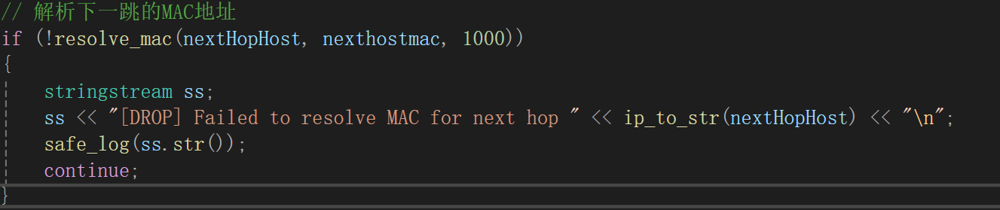 // 解析下一跳的MAC地址
if (!resolve_mac(nextHopHost, nexthostmac, 1000))
{
    stringstream ss;
    ss << "[DROP] Failed to resolve MAC for next hop " << ip_to_str(nextHopHost) << "\n";
    safe_log(ss.str());
    continue;
}